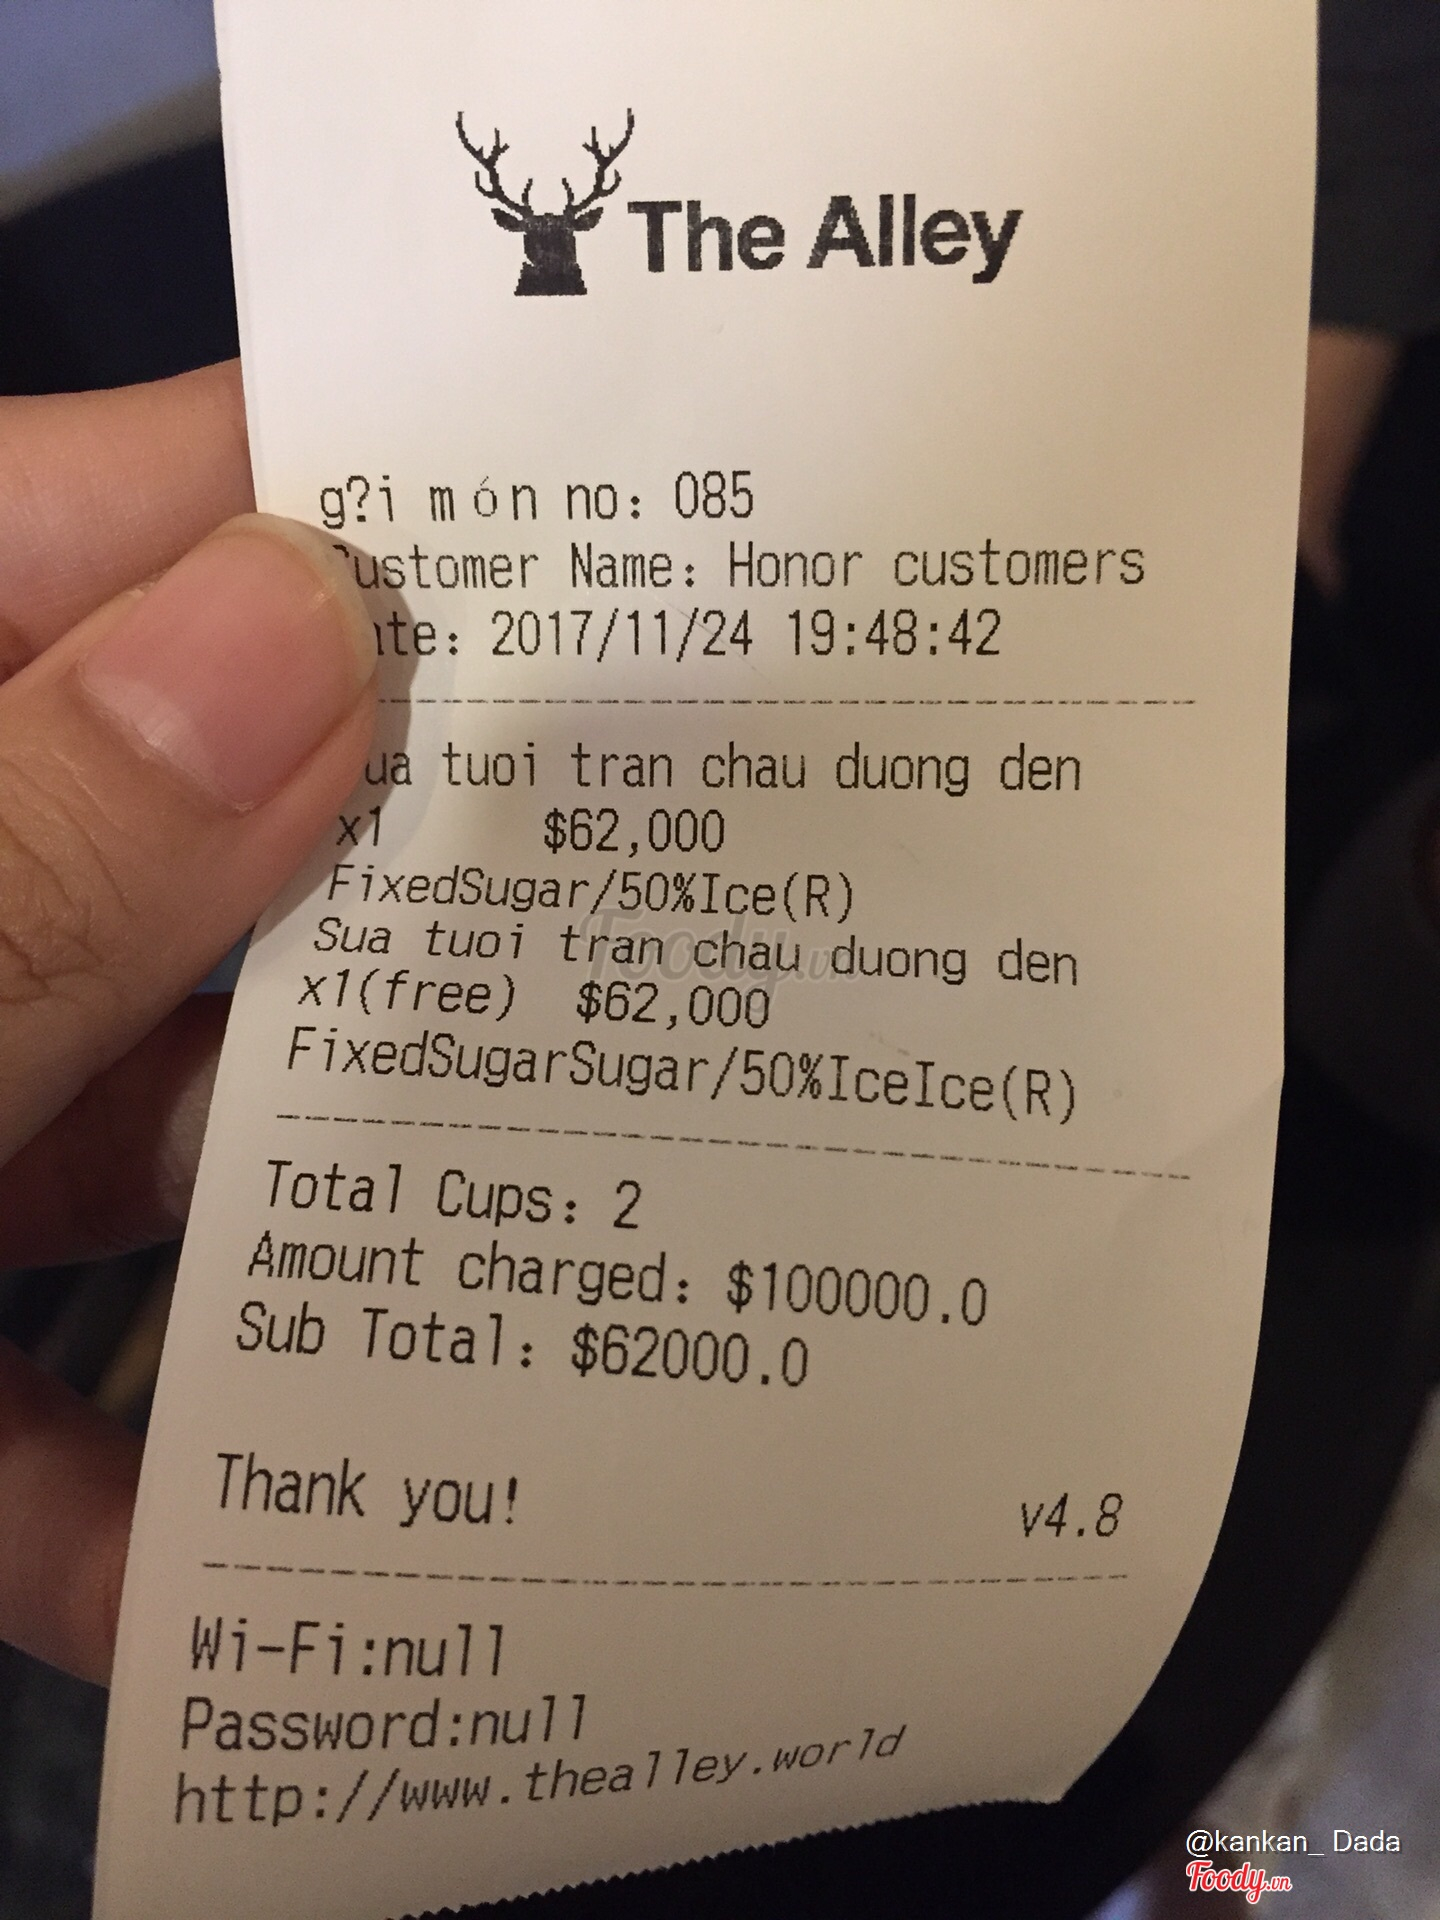 The Alley
g?i món no: 085
ustomer Name: Honor customers
ate: 2017/11/24 19:48:42
ua tuoi tran chau duong den
x1 $62,000
FixedSugar/50%Ice(R)
Sua tuoi tran chau duong den
x1(free) $62,000
FixedSugarSugar/50%IceIce(R)
Total Cups: 2
Amount charged: $100000.0
Sub Total: $62000.0
Thank you!
v4.8
Wi-Fi:null
Password:null
http://www.thealley.world
Foody.vn
@kankan_ Dada
Foody.vn